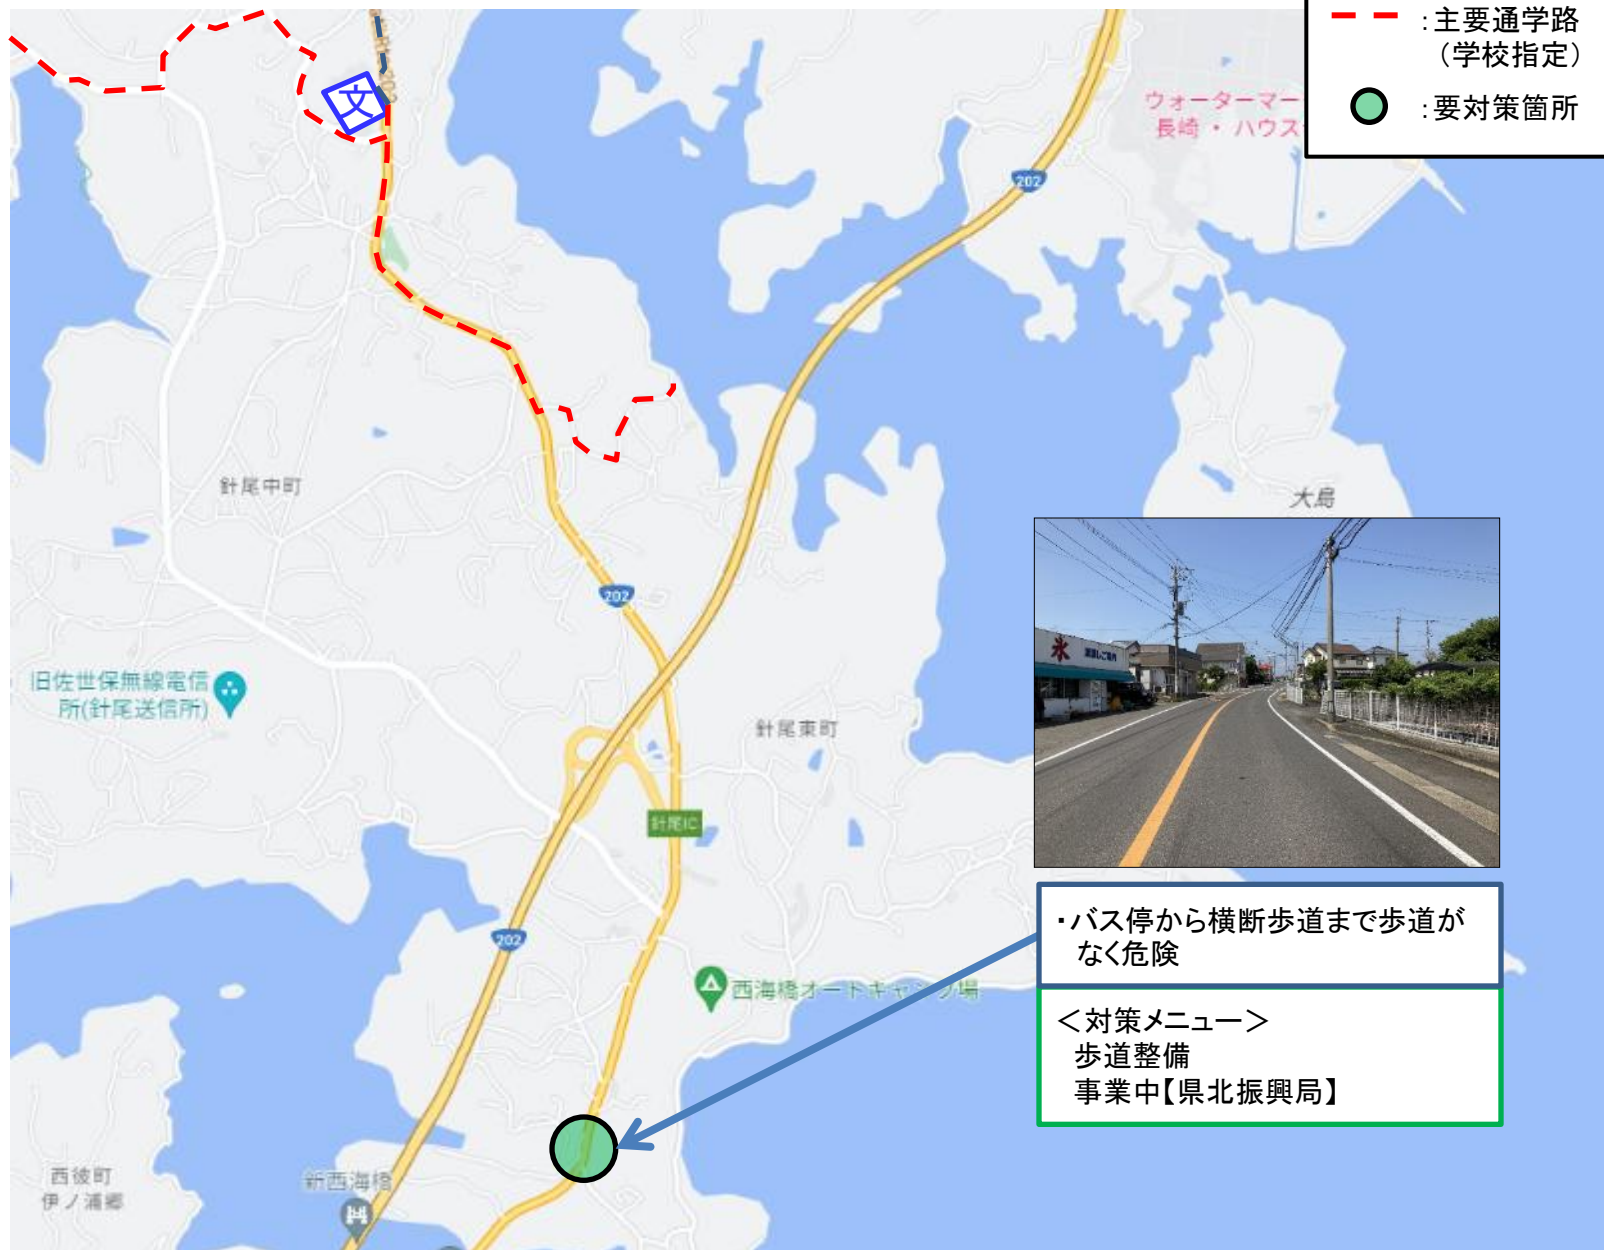 :主要通学路
(学校指定)
:要対策箇所
R202
文
ウォーターマー
長崎・ハウス
202
針尾中町
大島
202
氷
旧佐世保無線電信
所(針尾送信所)
針尾東町
針尾IC
・バス停から横断歩道まで歩道が
なく危険
202
西海橋オートキャンプ場
＜対策メニュー＞
歩道整備
事業中【県北振興局】
西彼町
伊ノ浦郷
新西海橋